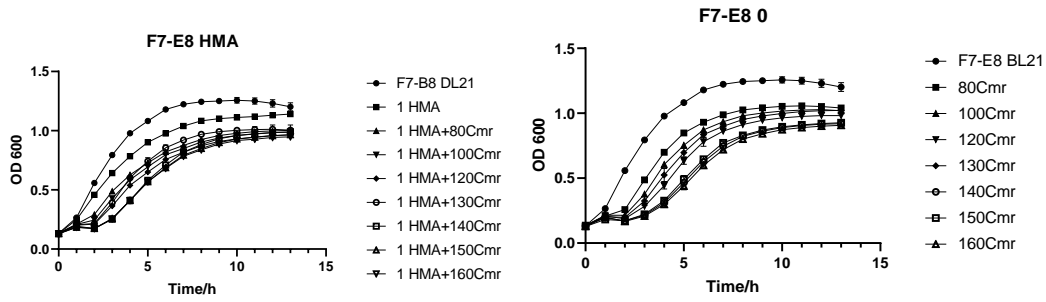 F7-E8 HMA
1.5
1.0
0.5
0.0
OD 600
0
5
10
15
Time/h
F7-B8 DL21
1 HMA
1 HMA+80Cmr
1 HMA+100Cmr
1 HMA+120Cmr
1 HMA+130Cmr
1 HMA+140Cmr
1 HMA+150Cmr
1 HMA+160Cmr
F7-E8 0
1.5
1.0
0.5
0.0
OD 600
0
5
10
15
Time/h
F7-E8 BL21
80Cmr
100Cmr
120Cmr
130Cmr
140Cmr
150Cmr
160Cmr